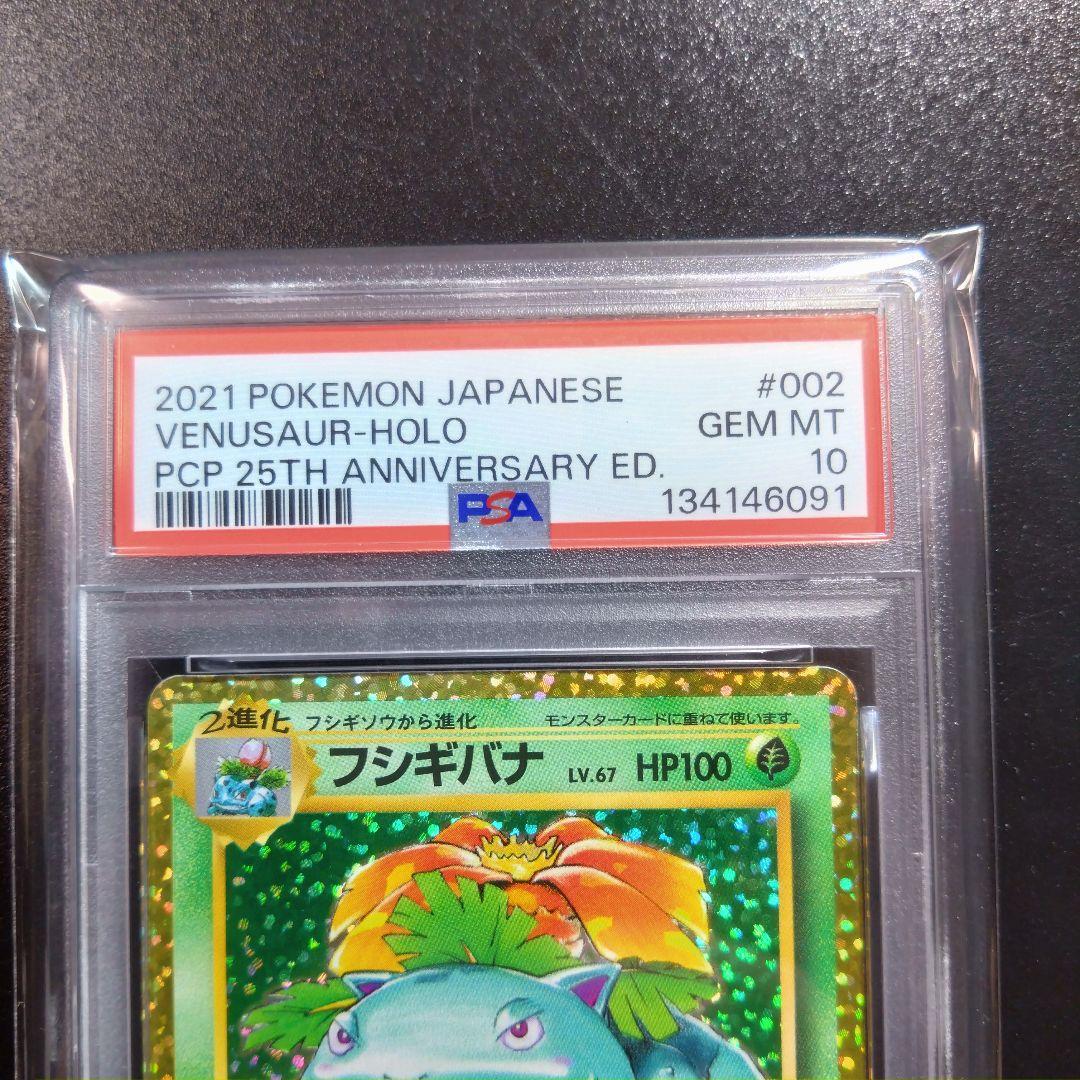 2021 POKEMON JAPANESE #002
VENUSAUR-HOLO GEM MT
PCP 25TH ANNIVERSARY ED. 10
PSA 134146091
2進化 フシギソウから進化 モンスターカードに重ねて使います。
フシギバナ LV.67 HP100